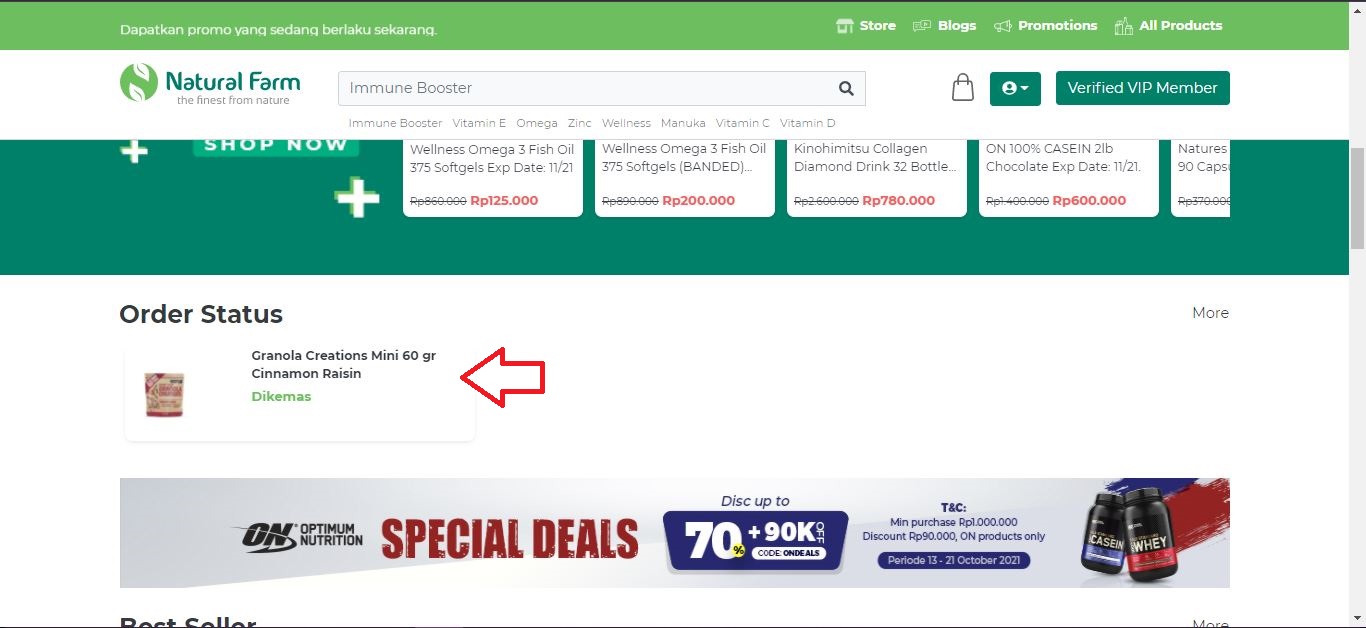 Dapatkan promo yang sedang berlaku sekarang.
Store Blogs Promotions All Products
Natural Farm
the finest from nature
Immune Booster
Verified VIP Member
Immune Booster Vitamin E Omega Zinc Wellness Manuka Vitamin C Vitamin D
SHOP NOW
Wellness Omega 3 Fish Oil
375 Softgels Exp Date: 11/21
Rp860.000 Rp125.000
Wellness Omega 3 Fish Oil
375 Softgels (BANDED)...
Rp890.000 Rp200.000
Kinohimitsu Collagen
Diamond Drink 32 Bottle...
Rp2.600.000 Rp780.000
ON 100% CASEIN 2lb
Chocolate Exp Date: 11/21.
Rp1.400.000 Rp600.000
Natures
90 Capsu
Rp370.000
Order Status
More
Granola Creations Mini 60 gr
Cinnamon Raisin
Dikemas
ON OPTIMUM
NUTRITION
SPECIAL DEALS
Disc up to
70% +90K OFF
CODE: ONDEALS
T&C:
Min purchase Rp1.000.000
Discount Rp90.000, ON products only
Periode 13 - 21 October 2021
CASEIN
WHEY
Best Seller
More